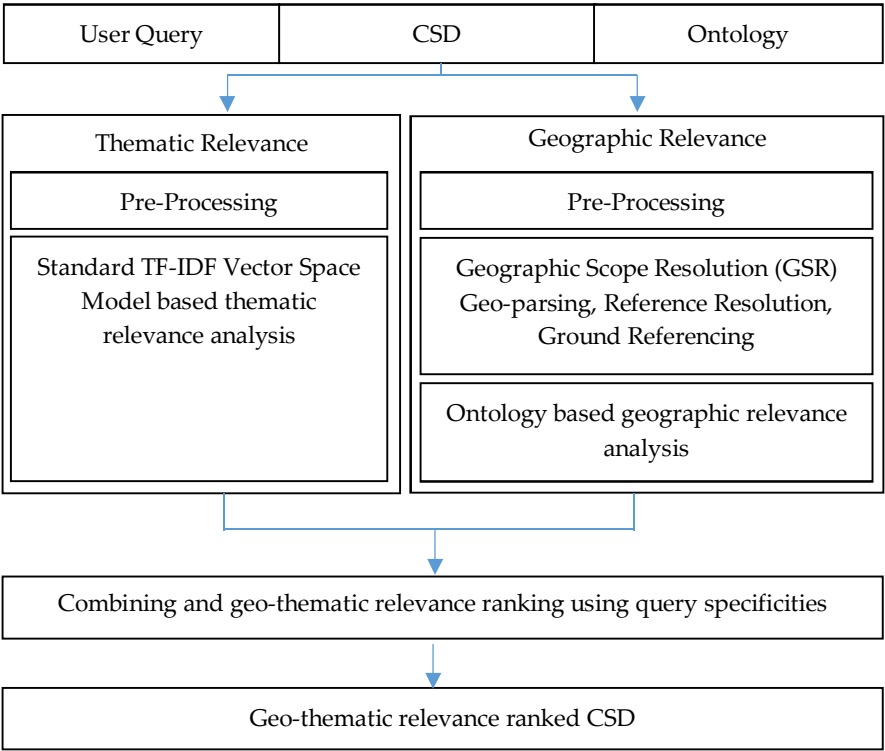 User Query
CSD
Ontology
Thematic Relevance
Pre-Processing
Standard TF-IDF Vector Space
Model based thematic
relevance analysis
Geographic Relevance
Pre-Processing
Geographic Scope Resolution (GSR)
Geo-parsing, Reference Resolution,
Ground Referencing
Ontology based geographic relevance
analysis
Combining and geo-thematic relevance ranking using query specificities
Geo-thematic relevance ranked CSD